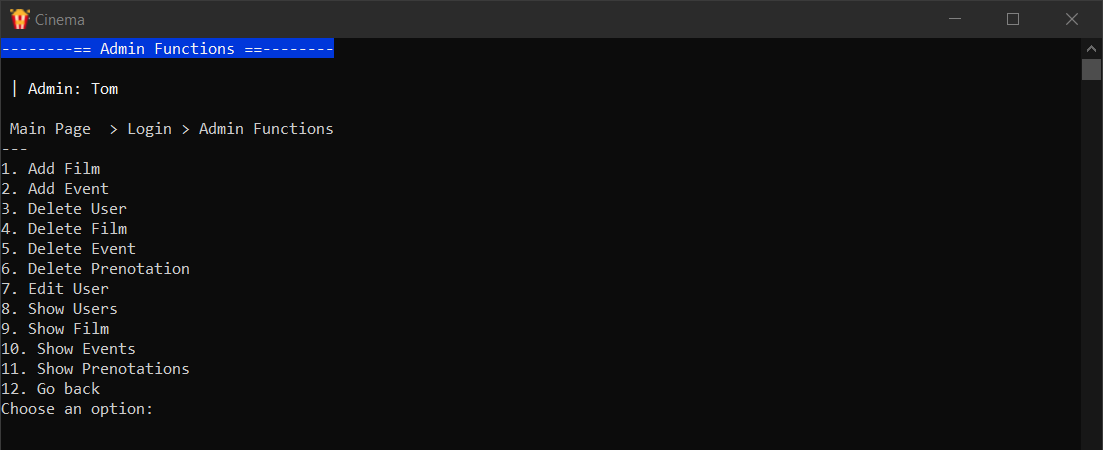 Cinema
--------== Admin Functions ==--------
| Admin: Tom
Main Page  > Login > Admin Functions
---
1. Add Film
2. Add Event
3. Delete User
4. Delete Film
5. Delete Event
6. Delete Prenotation
7. Edit User
8. Show Users
9. Show Film
10. Show Events
11. Show Prenotations
12. Go back
Choose an option: